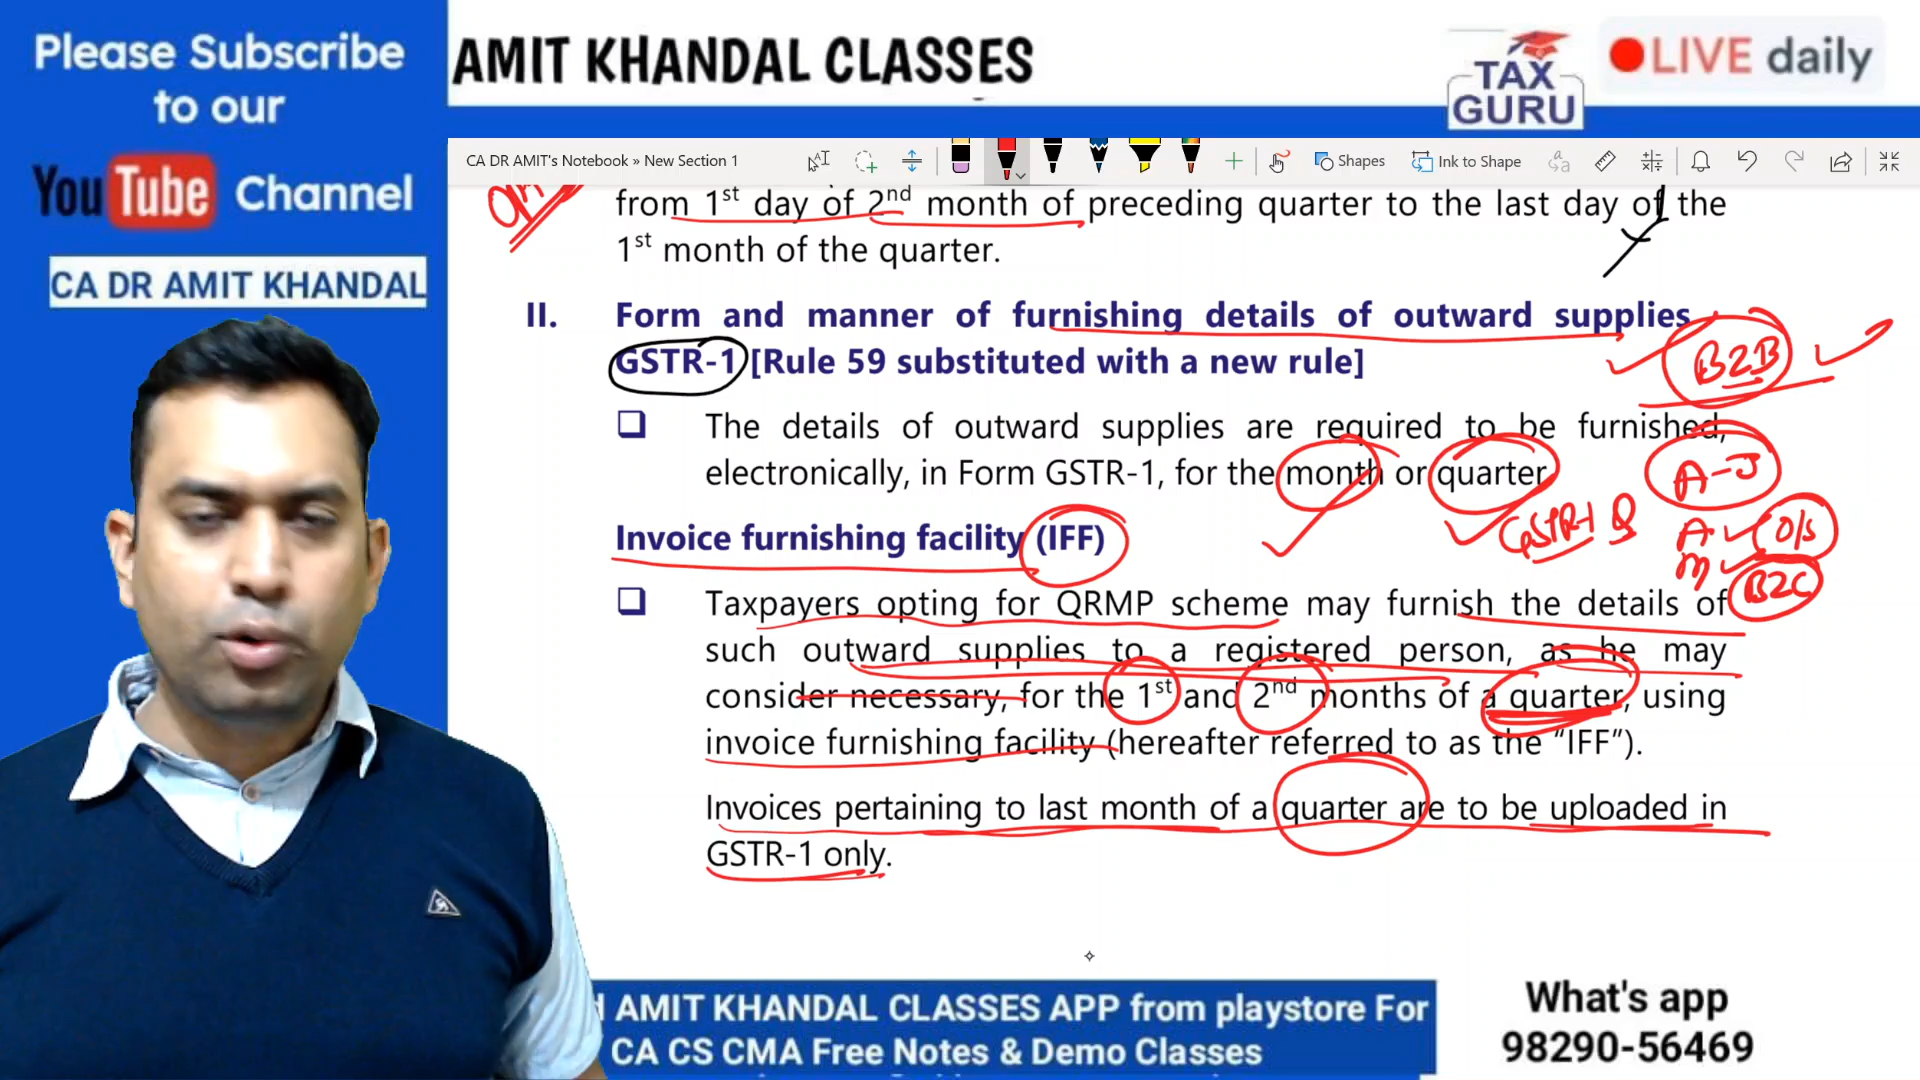 Please Subscribe
to our
YouTube Channel
CA DR AMIT KHANDAL
AMIT KHANDAL CLASSES
TAX
GURU
LIVE daily
CA DR AMIT's Notebook » New Section 1
Shapes
Ink to Shape
from 1st day of 2nd month of preceding quarter to the last day of the
1st month of the quarter.
II. Form and manner of furnishing details of outward supplies
GSTR-1 [Rule 59 substituted with a new rule]
B2B
❑ The details of outward supplies are required to be furnished,
electronically, in Form GSTR-1, for the month or quarter
A-J
GSTR-1 Q
A O/S
M B2C
Invoice furnishing facility (IFF)
❑ Taxpayers opting for QRMP scheme may furnish the details of
such outward supplies to a registered person, as he may
consider necessary, for the 1st and 2nd months of a quarter, using
invoice furnishing facility (hereafter referred to as the “IFF”).
Invoices pertaining to last month of a quarter are to be uploaded in
GSTR-1 only.
AMIT KHANDAL CLASSES APP from playstore For
CA CS CMA Free Notes & Demo Classes
What's app
98290-56469